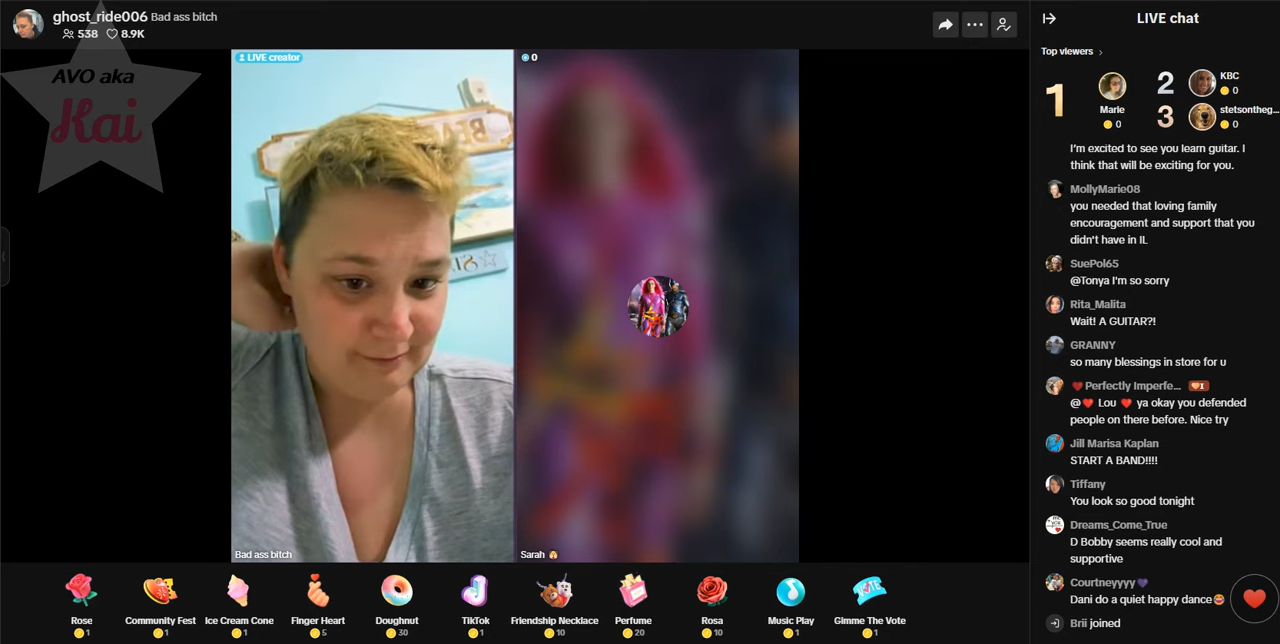 ghost_ride006 Bad ass bitch
538 8.9K
AVO aka
Kai
LIVE creator
0
BEA
Bad ass bitch
Sarah
Rose
1
Community Fest
1
Ice Cream Cone
1
Finger Heart
5
Doughnut
30
TikTok
1
Friendship Necklace
10
Perfume
20
Rosa
10
Music Play
1
VOTE
Gimme The Vote
1
LIVE chat
Top viewers >
1
Marie
0
2
KBC
0
3
stetsontheg...
0
I'm excited to see you learn guitar. I
think that will be exciting for you.
MollyMarie08
you needed that loving family
encouragement and support that you
didn't have in IL
SuePol65
@Tonya I'm so sorry
Rita_Malita
Wait! A GUITAR?!
GRANNY
so many blessings in store for u
❤️ Perfectly Imperfe... I
@❤️ Lou ❤️ ya okay you defended
people on there before. Nice try
Jill Marisa Kaplan
START A BAND!!!!
Tiffany
You look so good tonight
Dreams_Come_True
D Bobby seems really cool and
supportive
Courtneyyyy💜
Dani do a quiet happy dance😂
Brii joined